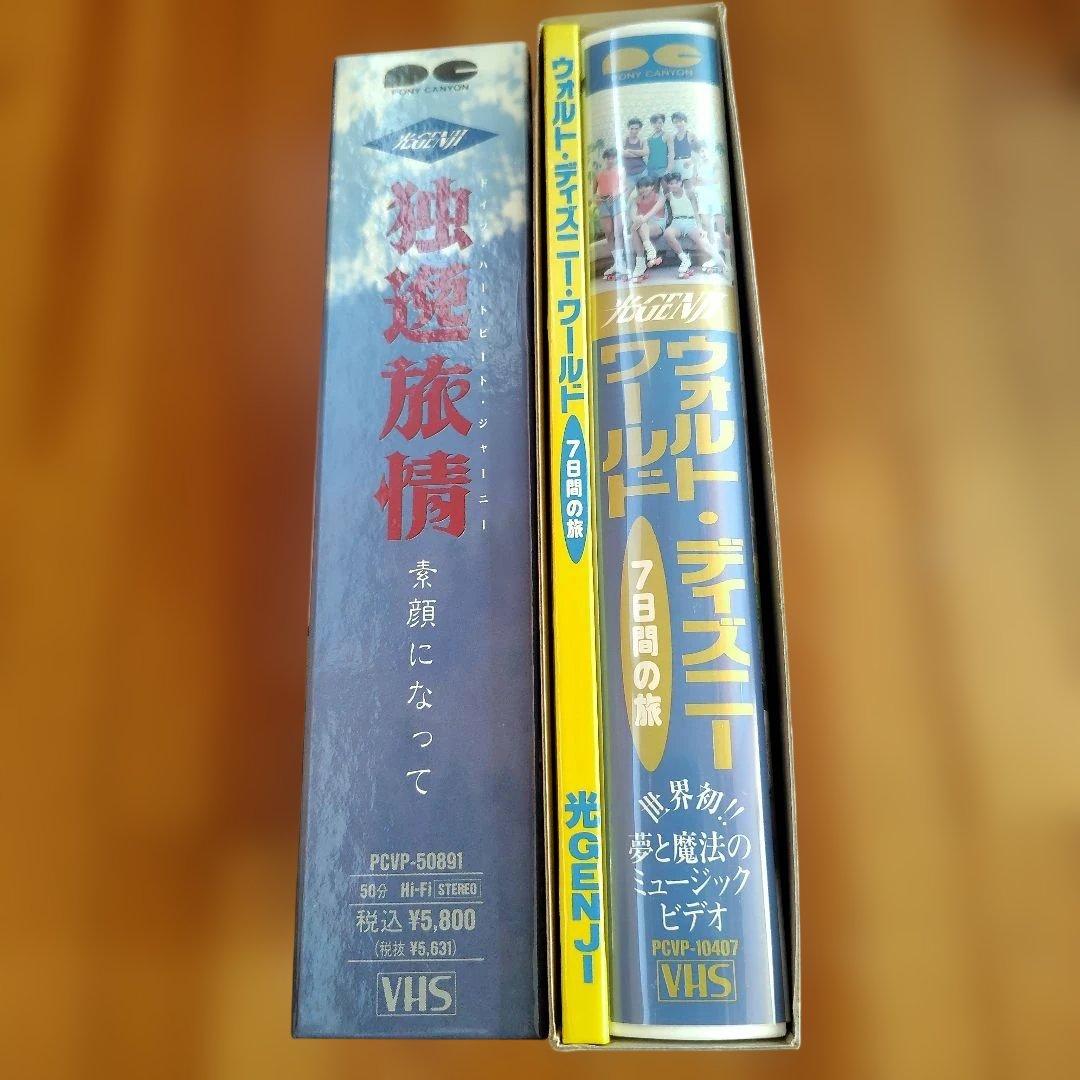 PC
PONY CANYON
光GENJI
独逸旅情
ドイツ・ハートビート・ジャーニー
素顔になって
PCVP-50891
50分 Hi-Fi STEREO
税込 ¥5,800
(税抜 ¥5,631)
VHS
ウォルト・ディズニー・ワールド
7日間の旅
光GENJI
PC
PONY CANYON
光GENJI
ウォルト・ディズニー
ワールド
7日間の旅
世界初!!
夢と魔法の
ミュージック
ビデオ
PCVP-10407
VHS